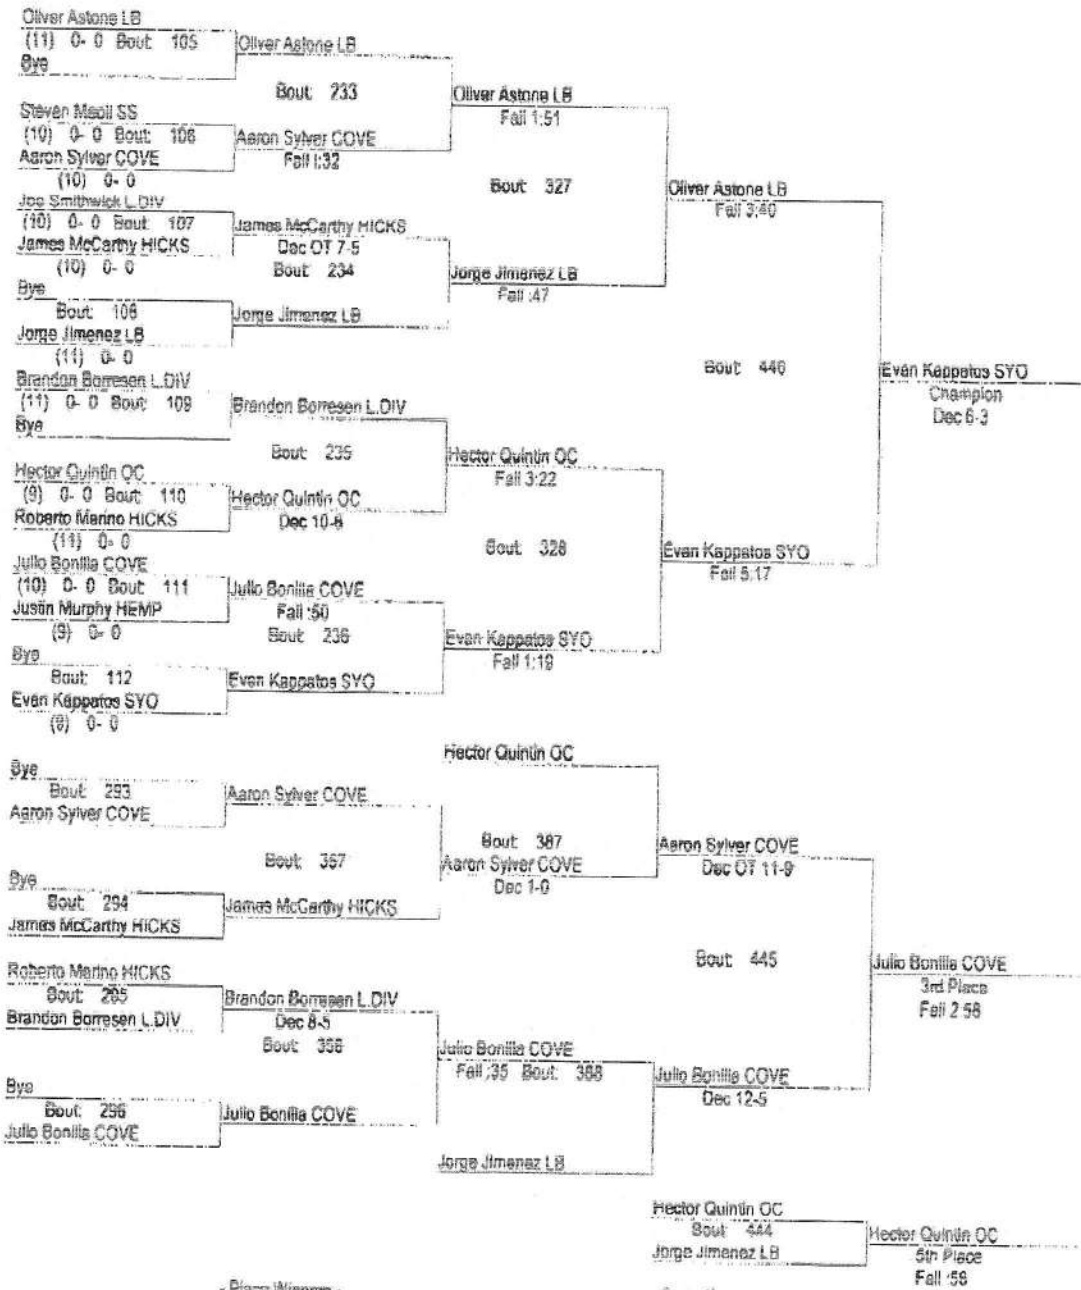 Oliver Astone LB
(11) 0-0 Bout: 105
Bye
Oliver Astone LB
Bout: 233
Steven Maoli SS
(10) 0-0 Bout: 106
Aaron Sylver COVE
(10) 0-0
Aaron Sylver COVE
Fall 1:32
Oliver Astone LB
Fall 1:51
Joe Smithwick L.DIV
(10) 0-0 Bout: 107
James McCarthy HICKS
(10) 0-0
James McCarthy HICKS
Dec OT 7-5
Bout: 234
Bye
Bout: 108
Jorge Jimenez LB
(11) 0-0
Jorge Jimenez LB
Jorge Jimenez LB
Fall :47
Bout: 327
Oliver Astone LB
Fall 3:40
Brandon Borresen L.DIV
(11) 0-0 Bout: 109
Bye
Brandon Borresen L.DIV
Bout: 235
Hector Quintin OC
(9) 0-0 Bout: 110
Roberto Marino HICKS
(11) 0-0
Hector Quintin OC
Dec 10-8
Hector Quintin OC
Fall 3:22
Julio Bonilla COVE
(10) 0-0 Bout: 111
Justin Murphy HEMP
(9) 0-0
Julio Bonilla COVE
Fall :50
Bout: 236
Bye
Bout: 112
Evan Kappatos SYO
(8) 0-0
Evan Kappatos SYO
Evan Kappatos SYO
Fall 1:19
Bout: 328
Evan Kappatos SYO
Fall 5:17
Bout: 446
Evan Kappatos SYO
Champion
Dec 6-3
Bye
Bout: 293
Aaron Sylver COVE
Aaron Sylver COVE
Bout: 357
Bye
Bout: 294
James McCarthy HICKS
James McCarthy HICKS
Hector Quintin OC
Bout: 387
Aaron Sylver COVE
Dec 1-0
Aaron Sylver COVE
Dec OT 11-9
Roberto Marino HICKS
Bout: 295
Brandon Borresen L.DIV
Brandon Borresen L.DIV
Dec 8-5
Bout: 358
Bye
Bout: 296
Julio Bonilla COVE
Julio Bonilla COVE
Julio Bonilla COVE
Fall :35 Bout: 388
Jorge Jimenez LB
Julio Bonilla COVE
Dec 12-5
Bout: 445
Julio Bonilla COVE
3rd Place
Fall 2:58
Hector Quintin OC
Bout: 444
Jorge Jimenez LB
Hector Quintin OC
5th Place
Fall :58